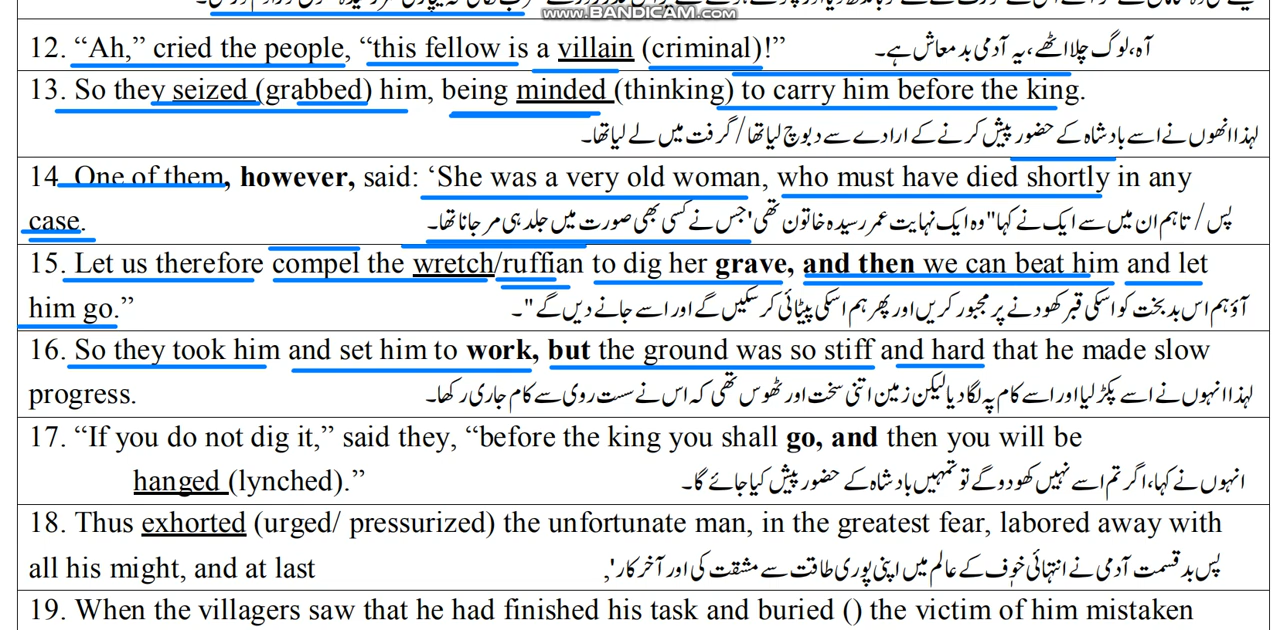 www.BANDICAM.com
12. “Ah,” cried the people, “this fellow is a villain (criminal)!” آہ، لوگ چلا اٹھے، یہ آدمی بد معاش ہے۔
13. So they seized (grabbed) him, being minded (thinking) to carry him before the king.
لہذا انھوں نے اسے بادشاہ کے حضور پیش کرنے کے ارادے سے دبوچ لیا تھا/ گرفت میں لے لیا تھا۔
14. One of them, however, said: ‘She was a very old woman, who must have died shortly in any
case. پس/ تاہم ان میں سے ایک نے کہا"وہ ایک نہایت عمر رسیدہ خاتون تھی'جس نے کسی بھی صورت میں جلد ہی مر جانا تھا۔
15. Let us therefore compel the wretch/ruffian to dig her grave, and then we can beat him and let
him go.” آؤ ہم اس بد بخت کو اسکی قبر کھودنے پر مجبور کریں اور پھر ہم اسکی پیٹائی کر سکیں گے اور اسے جانے دیں گے"۔
16. So they took him and set him to work, but the ground was so stiff and hard that he made slow
progress. لہذا انہوں نے اسے پکڑ لیا اور اسے کام پہ لگا دیا لیکن زمین اتنی سخت اور ٹھوس تھی کہ اس نے سست روی سے کام جاری رکھا۔
17. “If you do not dig it,” said they, “before the king you shall go, and then you will be
hanged (lynched).” انہوں نے کہا، اگر تم اسے نہیں کھودو گے تو تمہیں بادشاہ کے حضور پیش کیا جائے گا۔
18. Thus exhorted (urged/ pressurized) the unfortunate man, in the greatest fear, labored away with
all his might, and at last پس بد قسمت آدمی نے انتہائی خوف کے عالم میں اپنی پوری طاقت سے مشقت کی اور آخر کار',
19. When the villagers saw that he had finished his task and buried () the victim of him mistaken